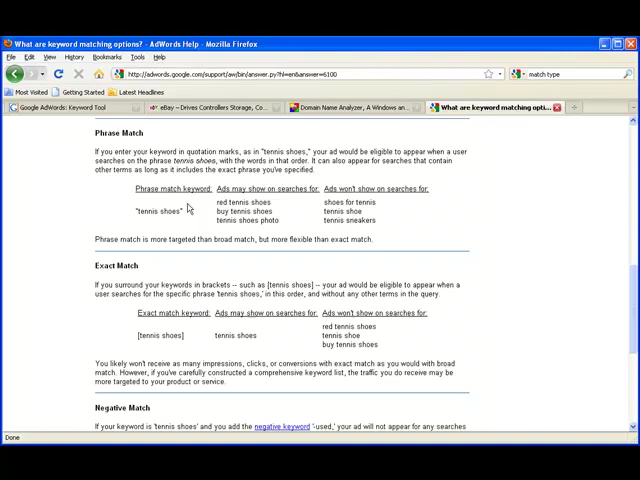 What are keyword matching options? - AdWords Help - Mozilla Firefox
File Edit View History Bookmarks Tools Help
http://adwords.google.com/support/aw/bin/answer.py?hl=en&answer=6100
match type
Most Visited Getting Started Latest Headlines
Google AdWords: Keyword Tool
eBay – Drives Controllers Storage, Co...
Domain Name Analyzer, A Windows an...
What are keyword matching opti...
Phrase Match
If you enter your keyword in quotation marks, as in "tennis shoes," your ad would be eligible to appear when a user
searches on the phrase tennis shoes, with the words in that order. It can also appear for searches that contain
other terms as long as it includes the exact phrase you've specified.
Phrase match keyword: Ads may show on searches for: Ads won't show on searches for:
red tennis shoes shoes for tennis
"tennis shoes" buy tennis shoes tennis shoe
tennis shoes photo tennis sneakers
Phrase match is more targeted than broad match, but more flexible than exact match.
Exact Match
If you surround your keywords in brackets -- such as [tennis shoes] -- your ad would be eligible to appear when a
user searches for the specific phrase 'tennis shoes,' in this order, and without any other terms in the query.
Exact match keyword: Ads may show on searches for: Ads won't show on searches for:
red tennis shoes
[tennis shoes] tennis shoes tennis shoe
buy tennis shoes
You likely won't receive as many impressions, clicks, or conversions with exact match as you would with broad
match. However, if you've carefully constructed a comprehensive keyword list, the traffic you do receive may be
more targeted to your product or service.
Negative Match
If your keyword is 'tennis shoes' and you add the negative keyword '-used,' your ad will not appear for any searches
Done